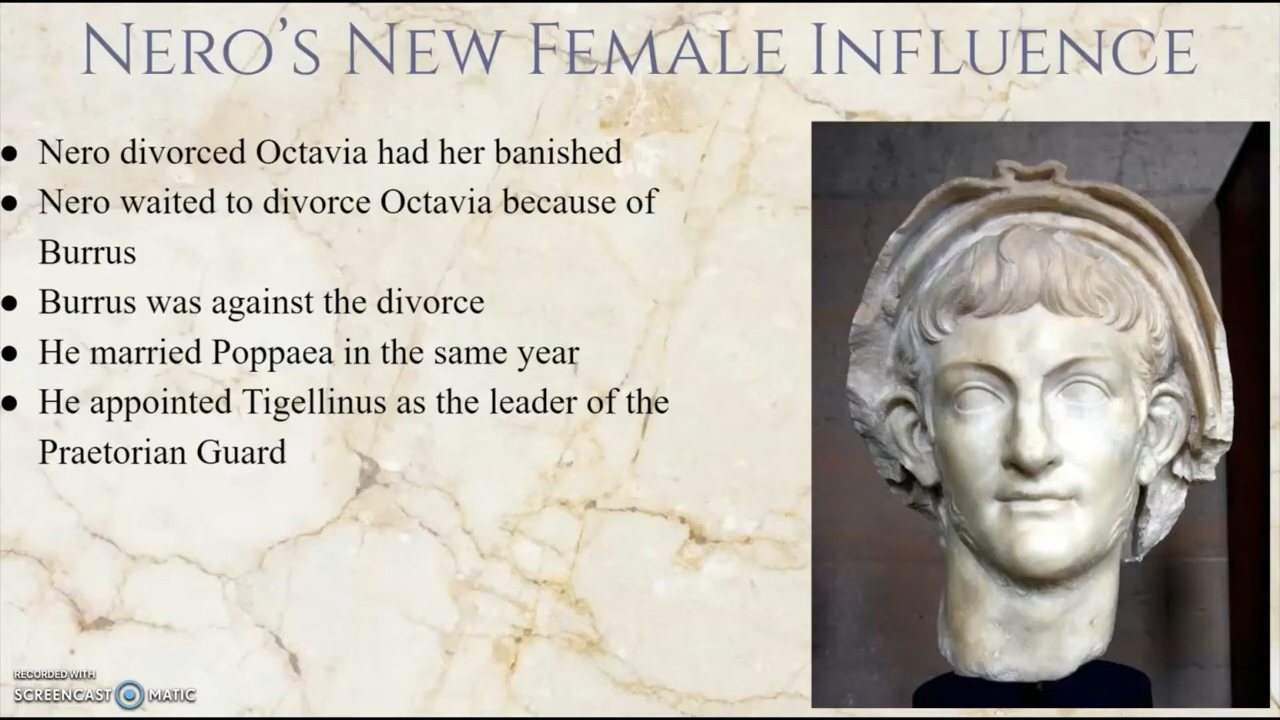 NERO'S NEW FEMALE INFLUENCE
● Nero divorced Octavia had her banished
● Nero waited to divorce Octavia because of
Burrus
● Burrus was against the divorce
● He married Poppaea in the same year
● He appointed Tigellinus as the leader of the
Praetorian Guard
RECORDED WITH
SCREENCAST MATIC